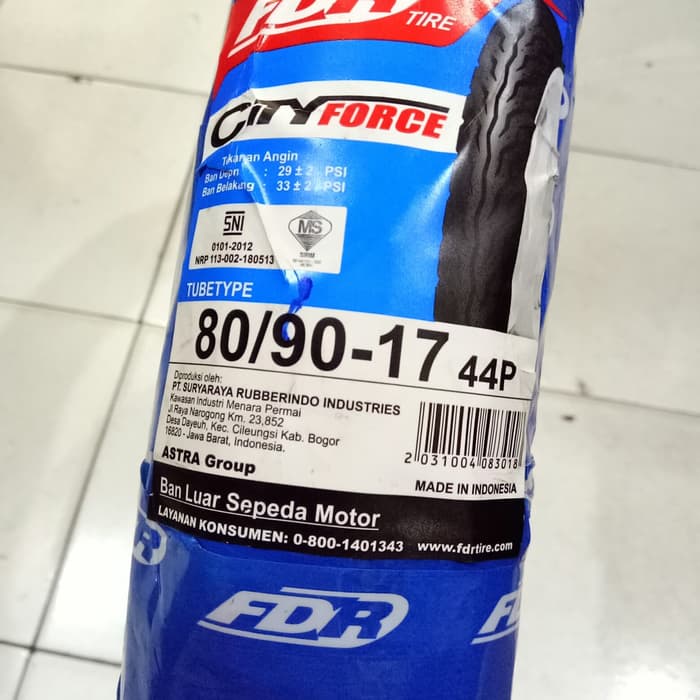 FDR TIRE
CITY FORCE
Tekanan Angin
Ban Depn : 29 ± 2 PSI
Ban Belakang : 33 ± 2 PSI
SNI
0101-2012
NRP 113-002-180513
MS
SIRIM
TUBETYPE
80/90-17 44P
Diproduksi oleh:
PT. SURYARAYA RUBBERINDO INDUSTRIES
Kawasan Industri Menara Permai
Jl.Raya Narogong Km. 23,852
Desa Dayeuh, Kec. Cileungsi Kab. Bogor
16820 - Jawa Barat, Indonesia.
ASTRA Group
2 031004 083018
MADE IN INDONESIA
Ban Luar Sepeda Motor
LAYANAN KONSUMEN: 0-800-1401343 www.fdrtire.com
FDR